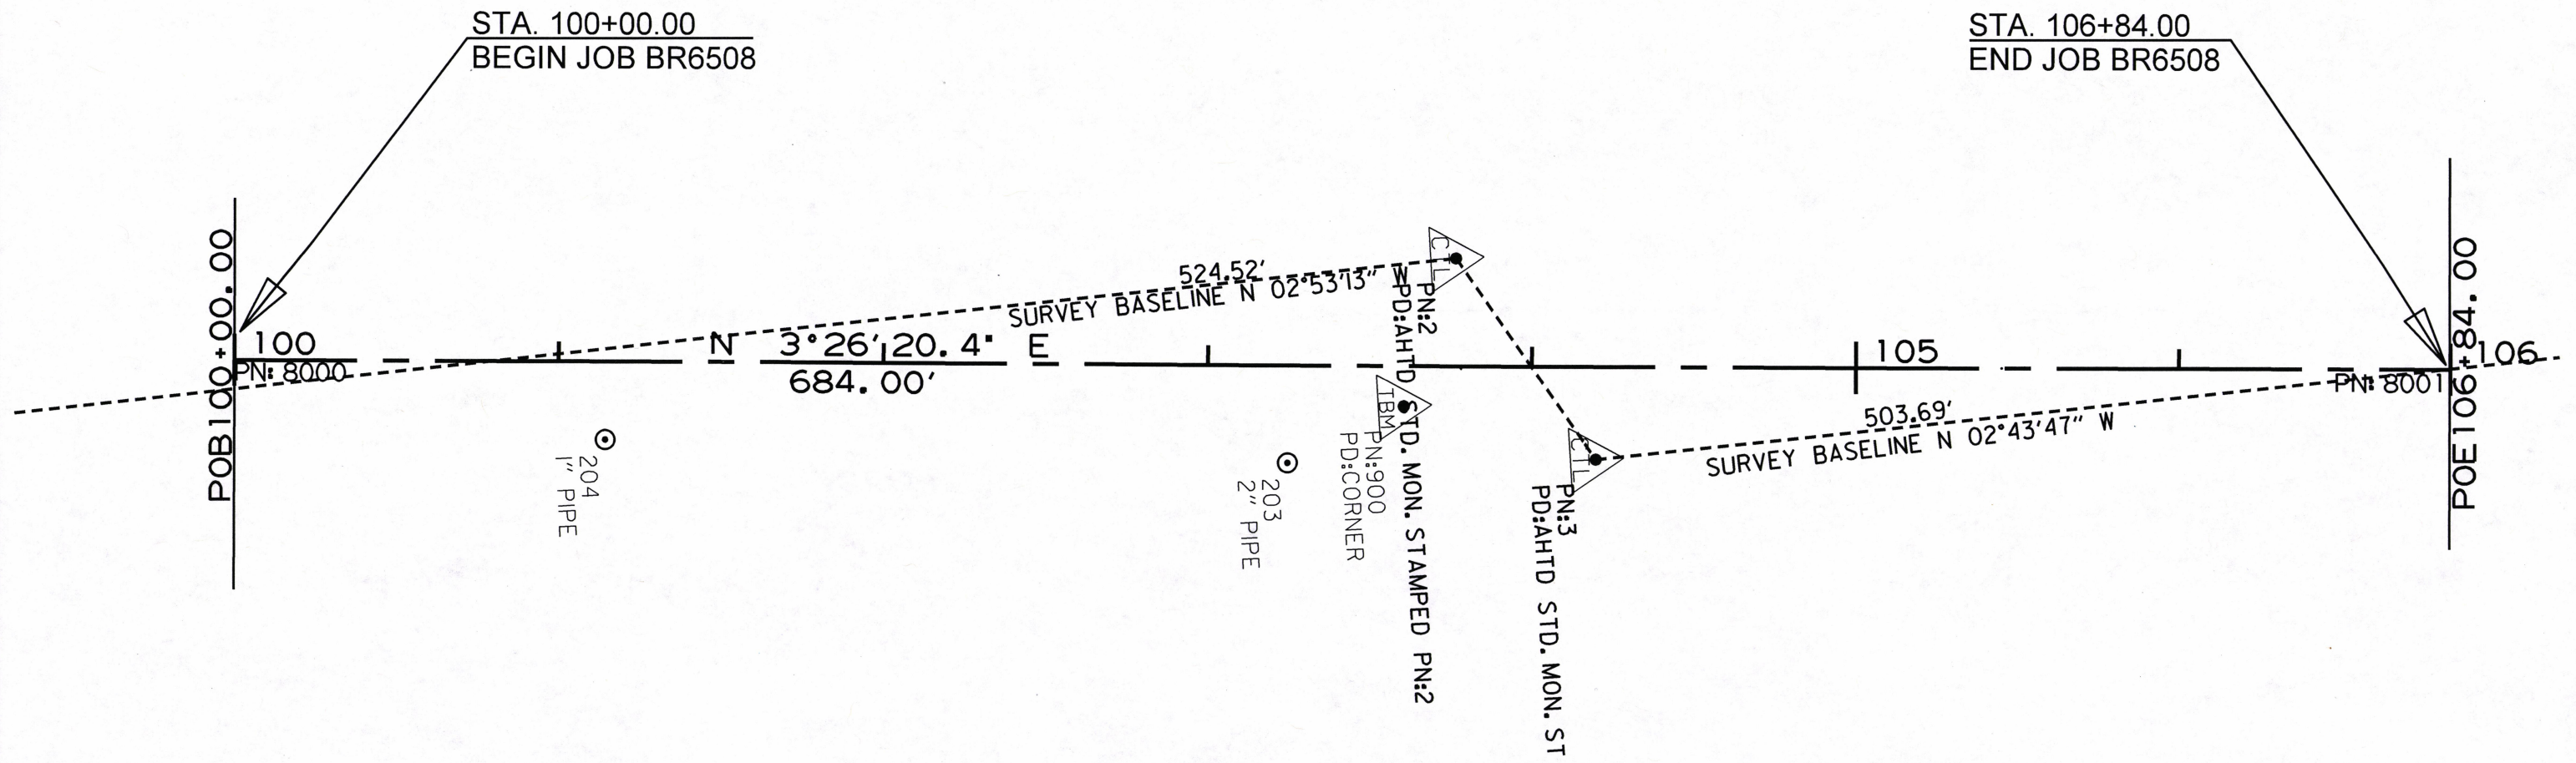 STA. 100+00.00
BEGIN JOB BR6508
STA. 106+84.00
END JOB BR6508
POB100+00.00
100
PN: 8000
N 3°26'20.4" E
684.00'
524.52'
SURVEY BASELINE N 02°53'13" W
CTL
PN:2
PD:AHTD STD. MON. STAMPED PN:2
TBM
PN:900
PD:CORNER
204
1" PIPE
203
2" PIPE
CTL
PN:3
PD:AHTD STD. MON. ST
105
503.69'
SURVEY BASELINE N 02°43'47" W
PN: 8001
106
POE106+84.00